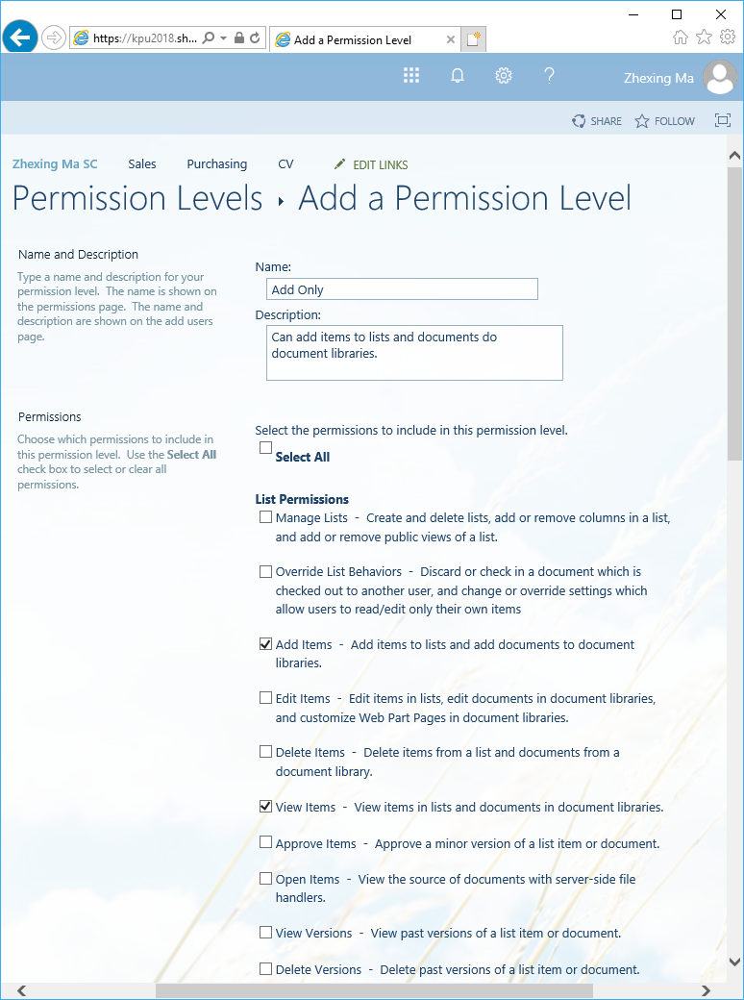 https://kpu2018.sh...
Add a Permission Level
Zhexing Ma
SHARE FOLLOW
Zhexing Ma SC Sales Purchasing CV EDIT LINKS
Permission Levels ▸ Add a Permission Level
Name and Description
Type a name and description for your
permission level. The name is shown on
the permissions page. The name and
description are shown on the add users
page.
Name:
Add Only
Description:
Can add items to lists and documents do
document libraries.
Permissions
Choose which permissions to include in
this permission level. Use the Select All
check box to select or clear all
permissions.
Select the permissions to include in this permission level.
Select All
List Permissions
Manage Lists - Create and delete lists, add or remove columns in a list,
and add or remove public views of a list.
Override List Behaviors - Discard or check in a document which is
checked out to another user, and change or override settings which
allow users to read/edit only their own items
Add Items - Add items to lists and add documents to document
libraries.
Edit Items - Edit items in lists, edit documents in document libraries,
and customize Web Part Pages in document libraries.
Delete Items - Delete items from a list and documents from a
document library.
View Items - View items in lists and documents in document libraries.
Approve Items - Approve a minor version of a list item or document.
Open Items - View the source of documents with server-side file
handlers.
View Versions - View past versions of a list item or document.
Delete Versions - Delete past versions of a list item or document.